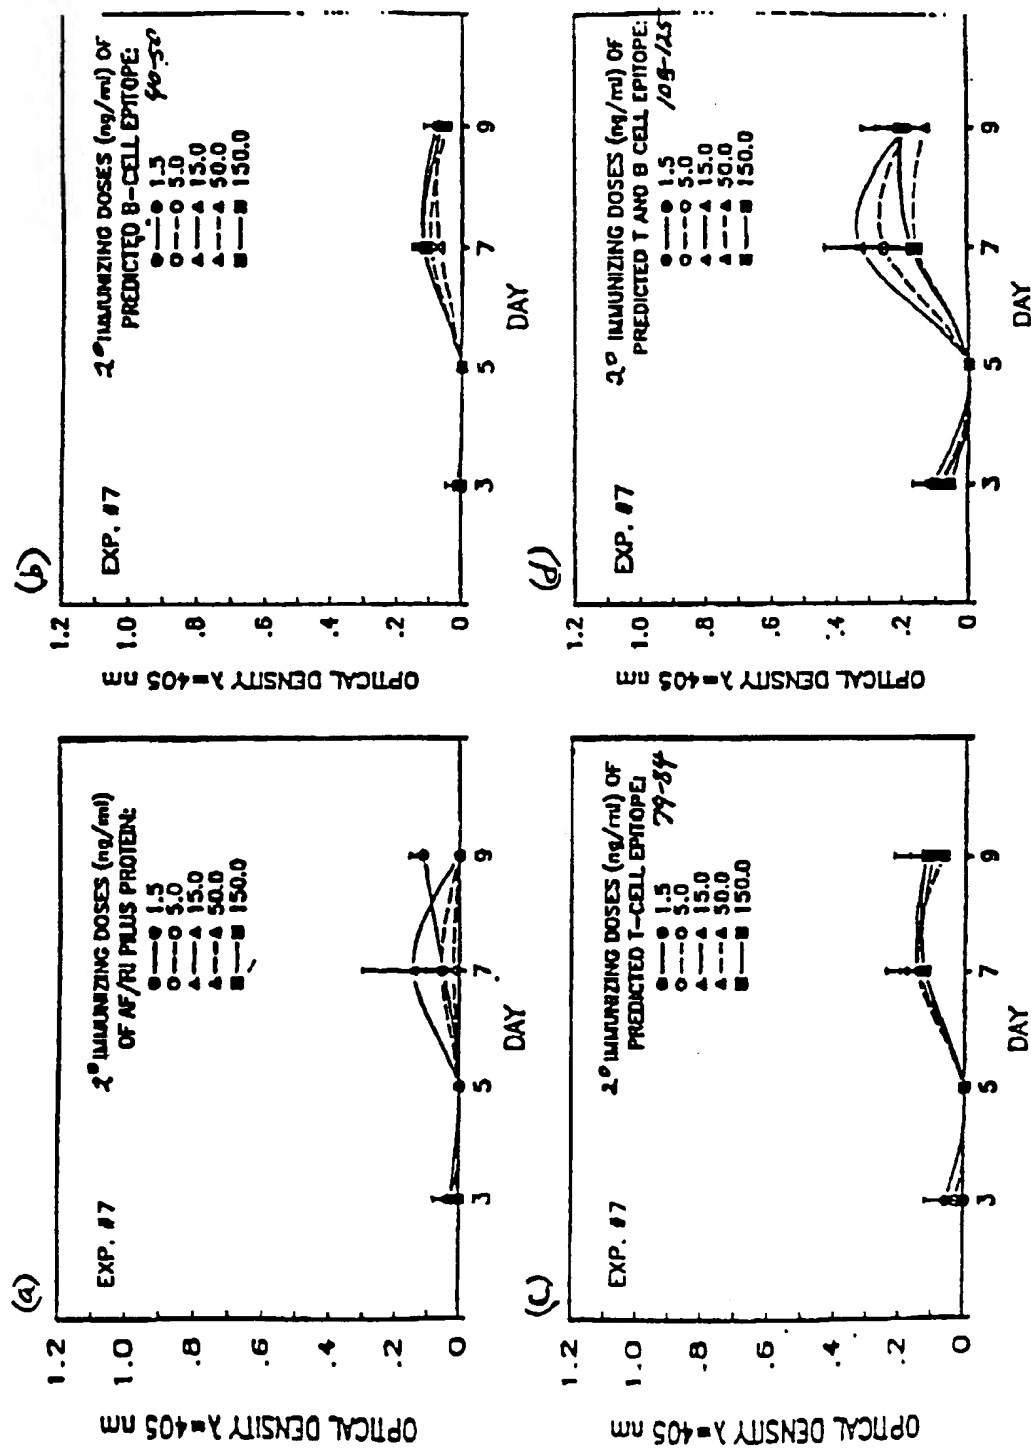 (a)
OPTICAL DENSITY λ=405 nm
1.2
1.0
.8
.6
.4
.2
0
EXP. #7
2° IMMUNIZING DOSES (ng/ml)
OF AF/R1 PILUS PROTEIN:
1.5
5.0
15.0
50.0
150.0
3 5 7 9
DAY
(b)
OPTICAL DENSITY λ=405 nm
1.2
1.0
.8
.6
.4
.2
0
EXP. #7
2° IMMUNIZING DOSES (ng/ml) OF
PREDICTED B-CELL EPITOPE:
40-50
1.5
5.0
15.0
50.0
150.0
3 5 7 9
DAY
(c)
OPTICAL DENSITY λ=405 nm
1.2
1.0
.8
.6
.4
.2
0
EXP. #7
2° IMMUNIZING DOSES (ng/ml) OF
PREDICTED T-CELL EPITOPE:
79-84
1.5
5.0
15.0
50.0
150.0
3 5 7 9
DAY
(d)
OPTICAL DENSITY λ=405 nm
1.2
1.0
.8
.6
.4
.2
0
EXP. #7
2° IMMUNIZING DOSES (ng/ml) OF
PREDICTED T AND B CELL EPITOPE:
108-125
1.5
5.0
15.0
50.0
150.0
3 5 7 9
DAY